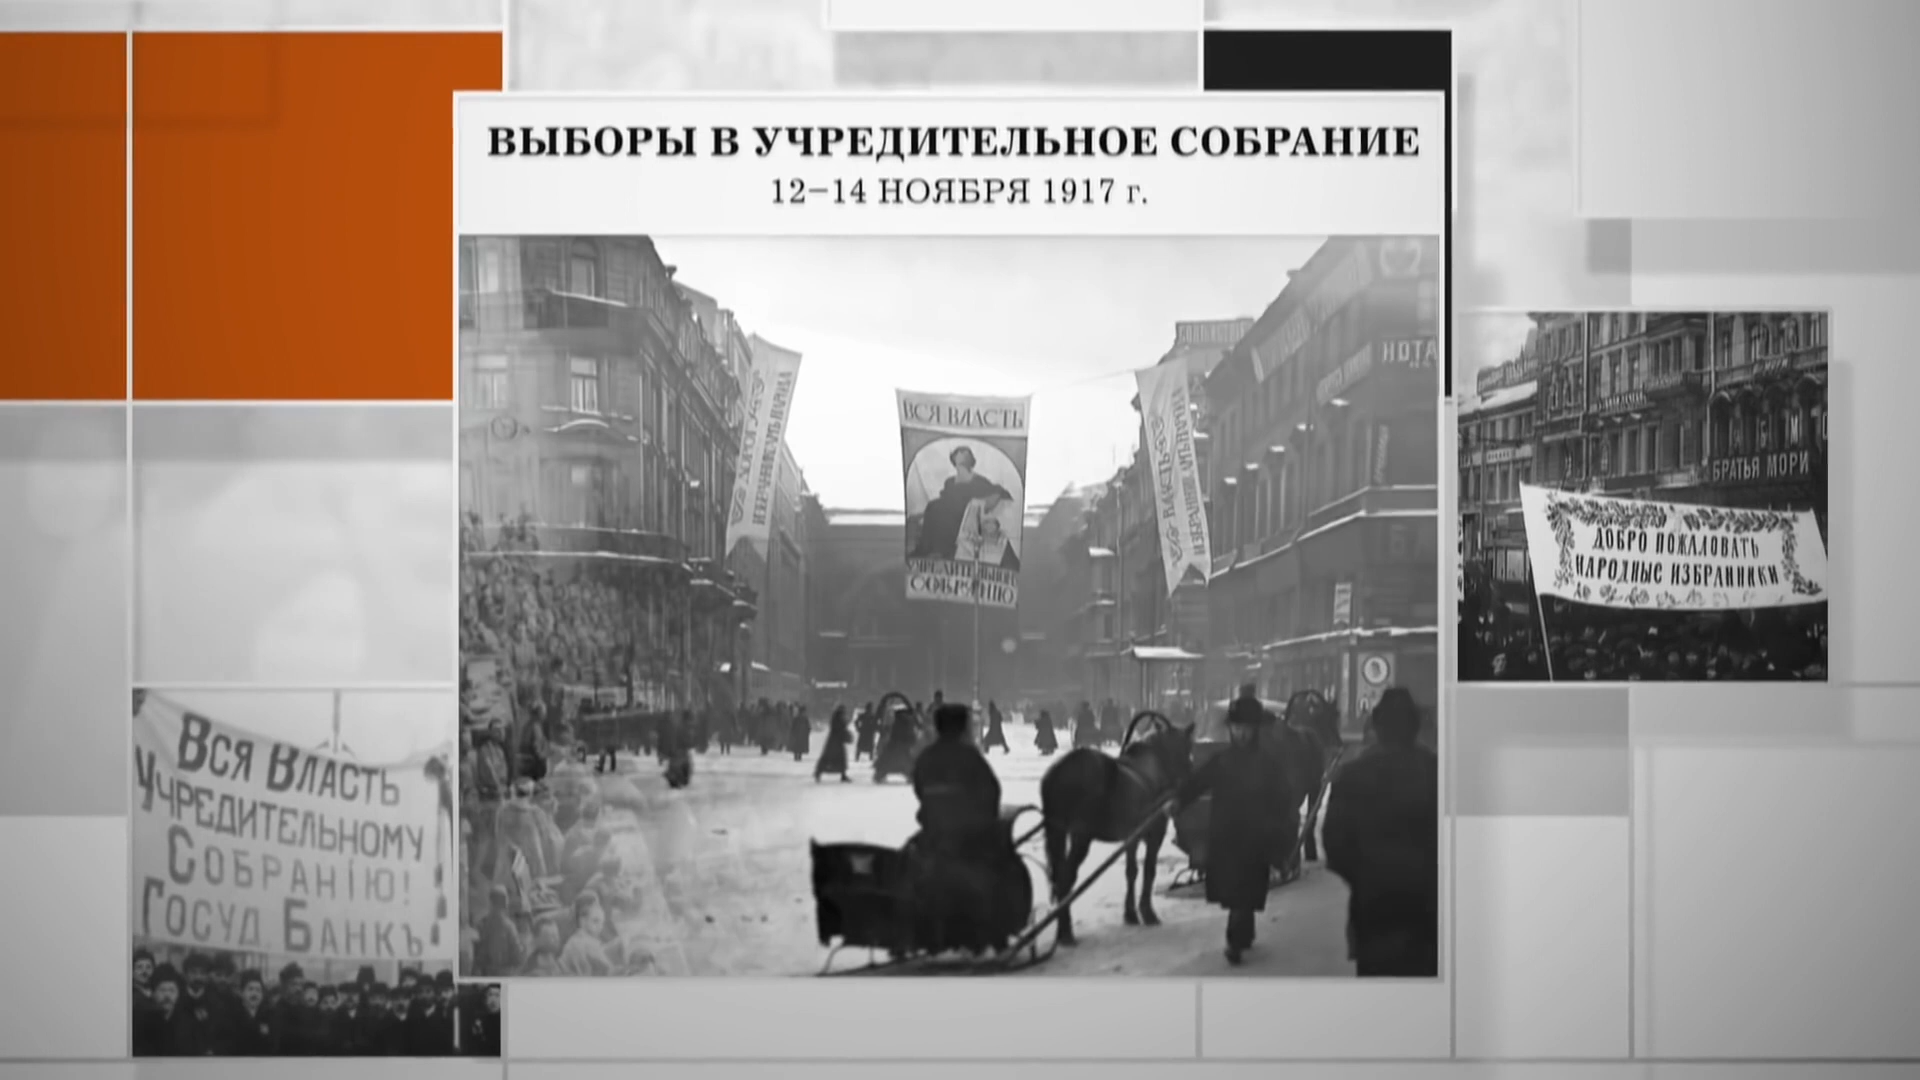 ВЫБОРЫ В УЧРЕДИТЕЛЬНОЕ СОБРАНИЕ
12–14 НОЯБРЯ 1917 г.
ВСЯ ВЛАСТЬ
УЧРЕДИТЕЛЬНОМУ
СОБРАНІЮ
НОТА
БРАТЬЯ МОРИ
ДОБРО ПОЖАЛОВАТЬ
НАРОДНЫЕ ИЗБРАННИКИ
ВСЯ ВЛАСТЬ
УЧРЕДИТЕЛЬНОМУ
СОБРАНІЮ!
ГОСУД. БАНКЪ